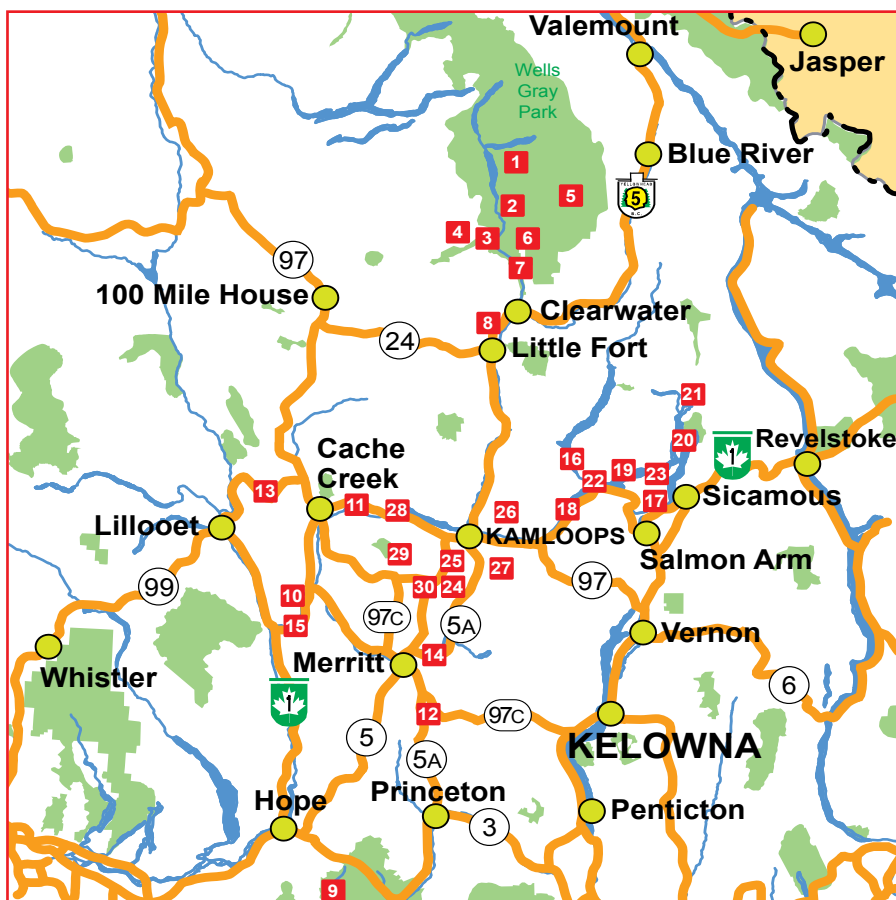 Valemount
Jasper
Wells
Gray
Park
Blue River
1
5
2
YELLOWHEAD
5
B.C.
4
3
6
7
97
100 Mile House
Clearwater
8
24
Little Fort
21
20
1
Revelstoke
Cache
Creek
16
19
23
22
13
11
28
26
18
17
Sicamous
Lillooet
KAMLOOPS
Salmon Arm
29
25
27
30
24
97
99
10
15
97C
5A
Merritt
14
Vernon
Whistler
6
1
12
97C
5
KELOWNA
5A
Hope
Princeton
3
Penticton
9